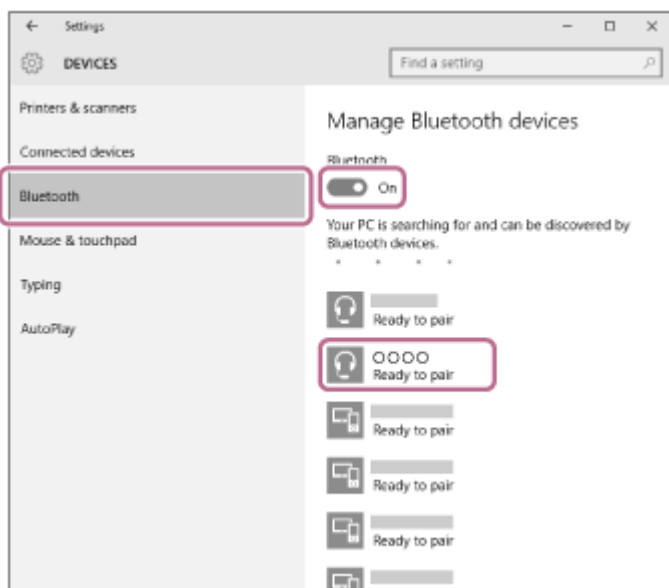 Settings
DEVICES
Find a setting
Printers & scanners
Connected devices
Bluetooth
Mouse & touchpad
Typing
AutoPlay
Manage Bluetooth devices
Bluetooth
On
Your PC is searching for and can be discovered by
Bluetooth devices.
Ready to pair
OOOO
Ready to pair
Ready to pair
Ready to pair
Ready to pair